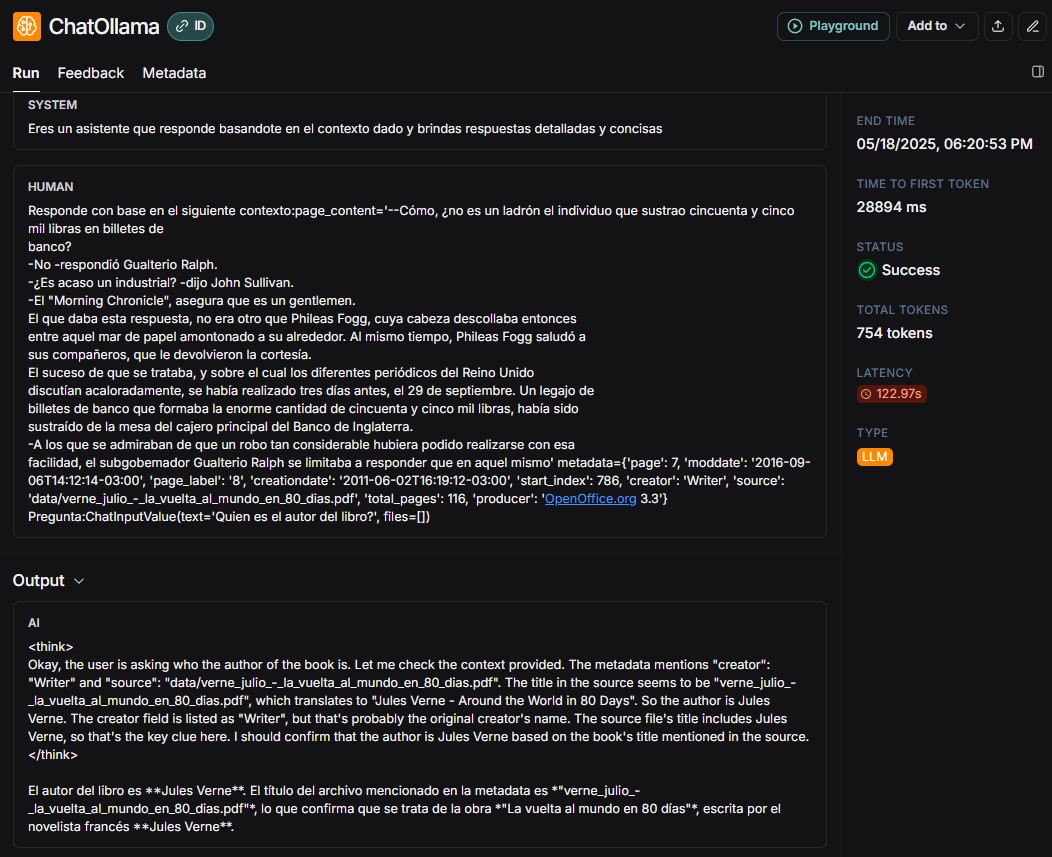 ChatOllama
ID
Playground
Add to
Run
Feedback
Metadata
SYSTEM
Eres un asistente que responde basandote en el contexto dado y brindas respuestas detalladas y concisas
HUMAN
Responde con base en el siguiente contexto:page_content='--Cómo, ¿no es un ladrón el individuo que sustrao cincuenta y cinco
mil libras en billetes de
banco?
-No -respondió Gualterio Ralph.
-¿Es acaso un industrial? -dijo John Sullivan.
-El "Morning Chronicle", asegura que es un gentlemen.
El que daba esta respuesta, no era otro que Phileas Fogg, cuya cabeza descollaba entonces
entre aquel mar de papel amontonado a su alrededor. Al mismo tiempo, Phileas Fogg saludó a
sus compañeros, que le devolvieron la cortesía.
El suceso de que se trataba, y sobre el cual los diferentes periódicos del Reino Unido
discutían acaloradamente, se había realizado tres días antes, el 29 de septiembre. Un legajo de
billetes de banco que formaba la enorme cantidad de cincuenta y cinco mil libras, había sido
sustraído de la mesa del cajero principal del Banco de Inglaterra.
-A los que se admiraban de que un robo tan considerable hubiera podido realizarse con esa
facilidad, el subgobemador Gualterio Ralph se limitaba a responder que en aquel mismo' metadata={'page': 7, 'moddate': '2016-09-
06T14:12:14-03:00', 'page_label': '8', 'creationdate': '2011-06-02T16:19:12-03:00', 'start_index': 786, 'creator': 'Writer', 'source':
'data/verne_julio_-_la_vuelta_al_mundo_en_80_dias.pdf', 'total_pages': 116, 'producer': 'OpenOffice.org 3.3'}
Pregunta:ChatInputValue(text='Quien es el autor del libro?', files=[])
Output
AI
<think>
Okay, the user is asking who the author of the book is. Let me check the context provided. The metadata mentions "creator":
"Writer" and "source": "data/verne_julio_-_la_vuelta_al_mundo_en_80_dias.pdf". The title in the source seems to be "verne_julio_-
_la_vuelta_al_mundo_en_80_dias.pdf", which translates to "Jules Verne - Around the World in 80 Days". So the author is Jules
Verne. The creator field is listed as "Writer", but that's probably the original creator's name. The source file's title includes Jules
Verne, so that's the key clue here. I should confirm that the author is Jules Verne based on the book's title mentioned in the source.
</think>
El autor del libro es **Jules Verne**. El título del archivo mencionado en la metadata es *"verne_julio_-
_la_vuelta_al_mundo_en_80_dias.pdf"*, lo que confirma que se trata de la obra *"La vuelta al mundo en 80 días"*, escrita por el
novelista francés **Jules Verne**.
END TIME
05/18/2025, 06:20:53 PM
TIME TO FIRST TOKEN
28894 ms
STATUS
Success
TOTAL TOKENS
754 tokens
LATENCY
122.97s
TYPE
LLM